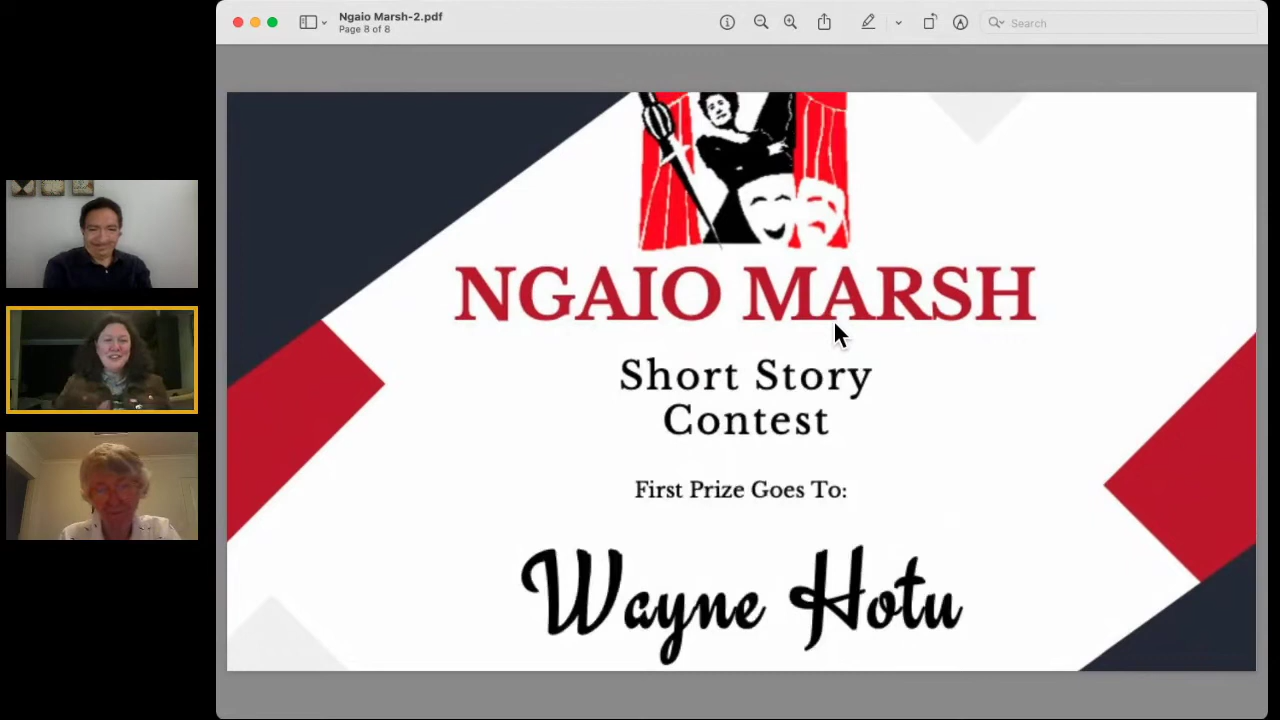 Ngaio Marsh-2.pdf
Page 8 of 8
Search
NGAIO MARSH
Short Story
Contest
First Prize Goes To:
Wayne Hotu